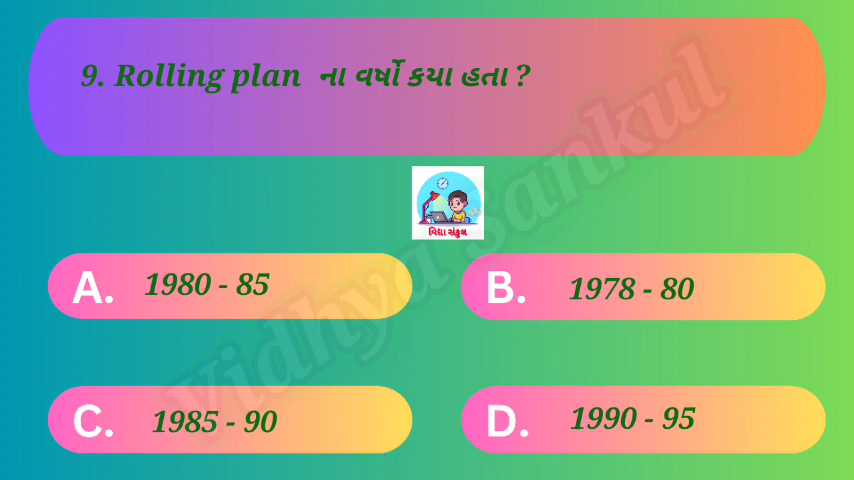 9. Rolling plan ના વર્ષો કયા હતા ?
વિદ્યા સંકુલ
A. 1980 - 85
B. 1978 - 80
C. 1985 - 90
D. 1990 - 95
Vidhya Sankul